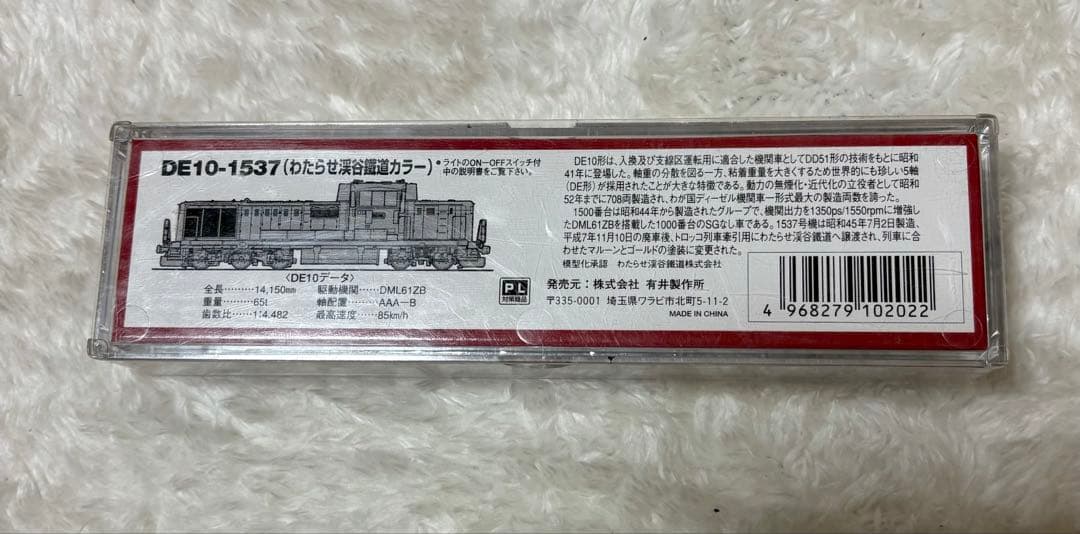 DE10-1537(わたらせ渓谷鐵道カラー)
●ライトのON−OFFスイッチ付
中の説明書をご覧下さい。
〈DE10データ〉
全長………14,150mm 駆動機関……DML61ZB
重量………65t 軸配置………AAA−B
歯数比……1:4.482 最高速度……85km/h
DE10形は、入換及び支線区運転用に適合した機関車としてDD51形の技術をもとに昭和
41年に登場した。軸重の分散を図る一方、粘着重量を大きくするため世界的にも珍しい5軸
(DE形)が採用されたことが大きな特徴である。動力の無煙化・近代化の立役者として昭和
52年までに708両製造され、わが国ディーゼル機関車一形式最大の製造両数を誇った。
1500番台は昭和44年から製造されたグループで、機関出力を1350ps/1550rpmに増強し
たDML61ZBを搭載した1000番台のSGなし車である。1537号機は昭和45年7月2日製造、
平成7年11月10日の廃車後、トロッコ列車牽引用にわたらせ渓谷鐵道へ譲渡され、列車に合
わせたマルーンとゴールドの塗装に変更された。
模型化承認 わたらせ渓谷鐵道株式会社
PL
対策商品
発売元：株式会社 有井製作所
〒335-0001 埼玉県ワラビ市北町5-11-2
MADE IN CHINA
4 968279 102022